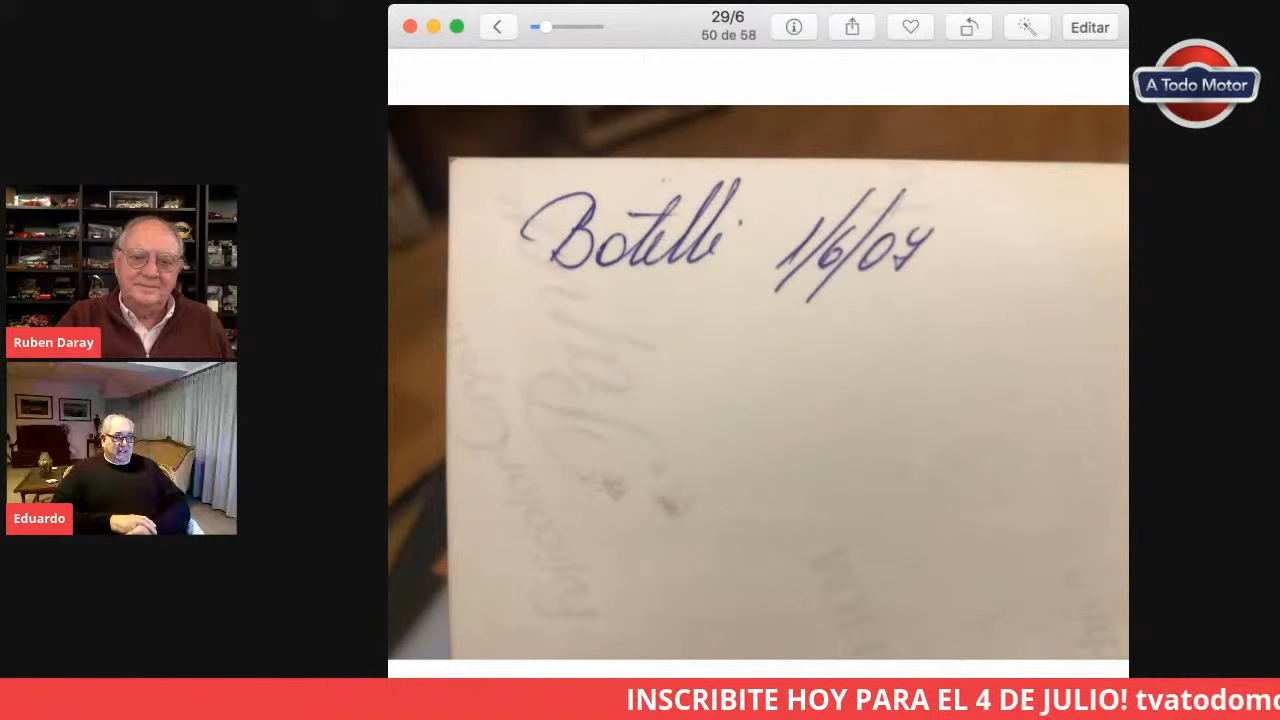 29/6
50 de 58
Editar
A Todo Motor
Botelli 1/6/07
Ruben Daray
Eduardo
INSCRIBITE HOY PARA EL 4 DE JULIO! tvatodomo